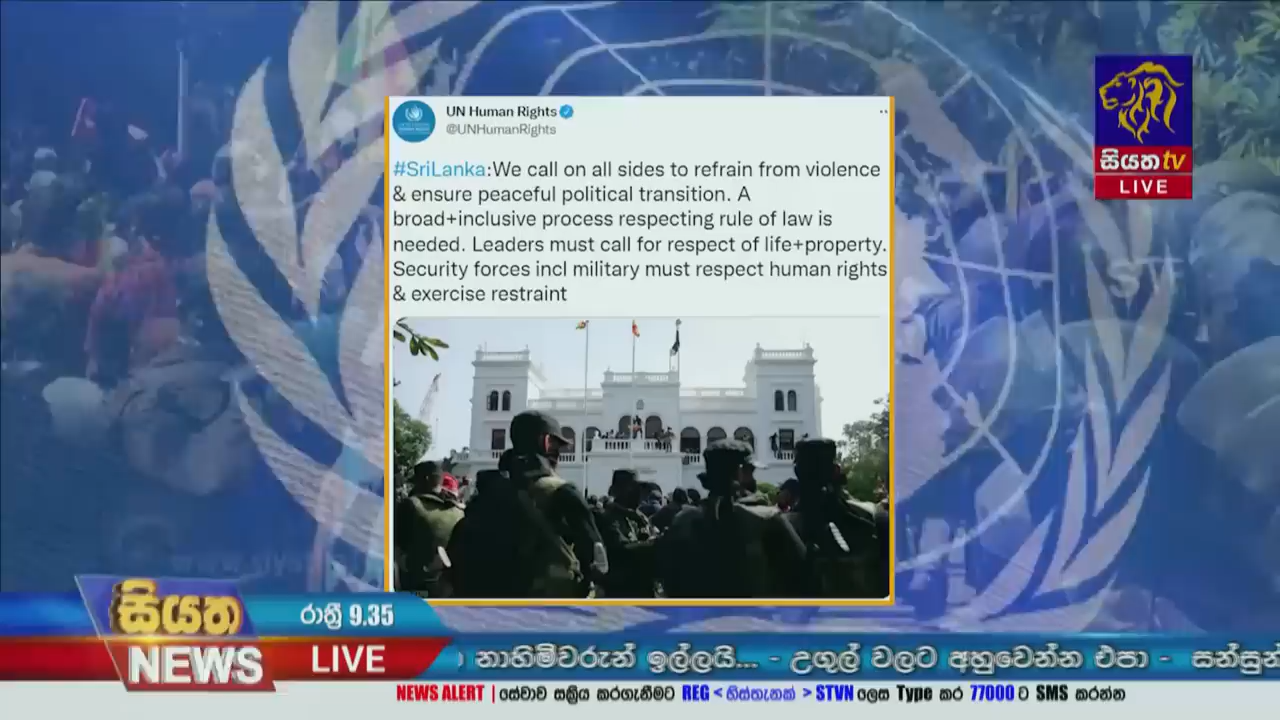 UN Human Rights
@UNHumanRights
#SriLanka:We call on all sides to refrain from violence
& ensure peaceful political transition. A
broad+inclusive process respecting rule of law is
needed. Leaders must call for respect of life+property.
Security forces incl military must respect human rights
& exercise restraint
සියත tv
LIVE
සියත
NEWS
රාත්‍රී 9.35
LIVE
නාහිමිවරුන් ඉල්ලයි... - උගුල් වලට අහුවෙන්න එපා -
NEWS ALERT | සේවාව සක්‍රිය කරගැනීමට REG < හිස්තැනක් > STVN ලෙස Type කර 77000 ට SMS කරන්න